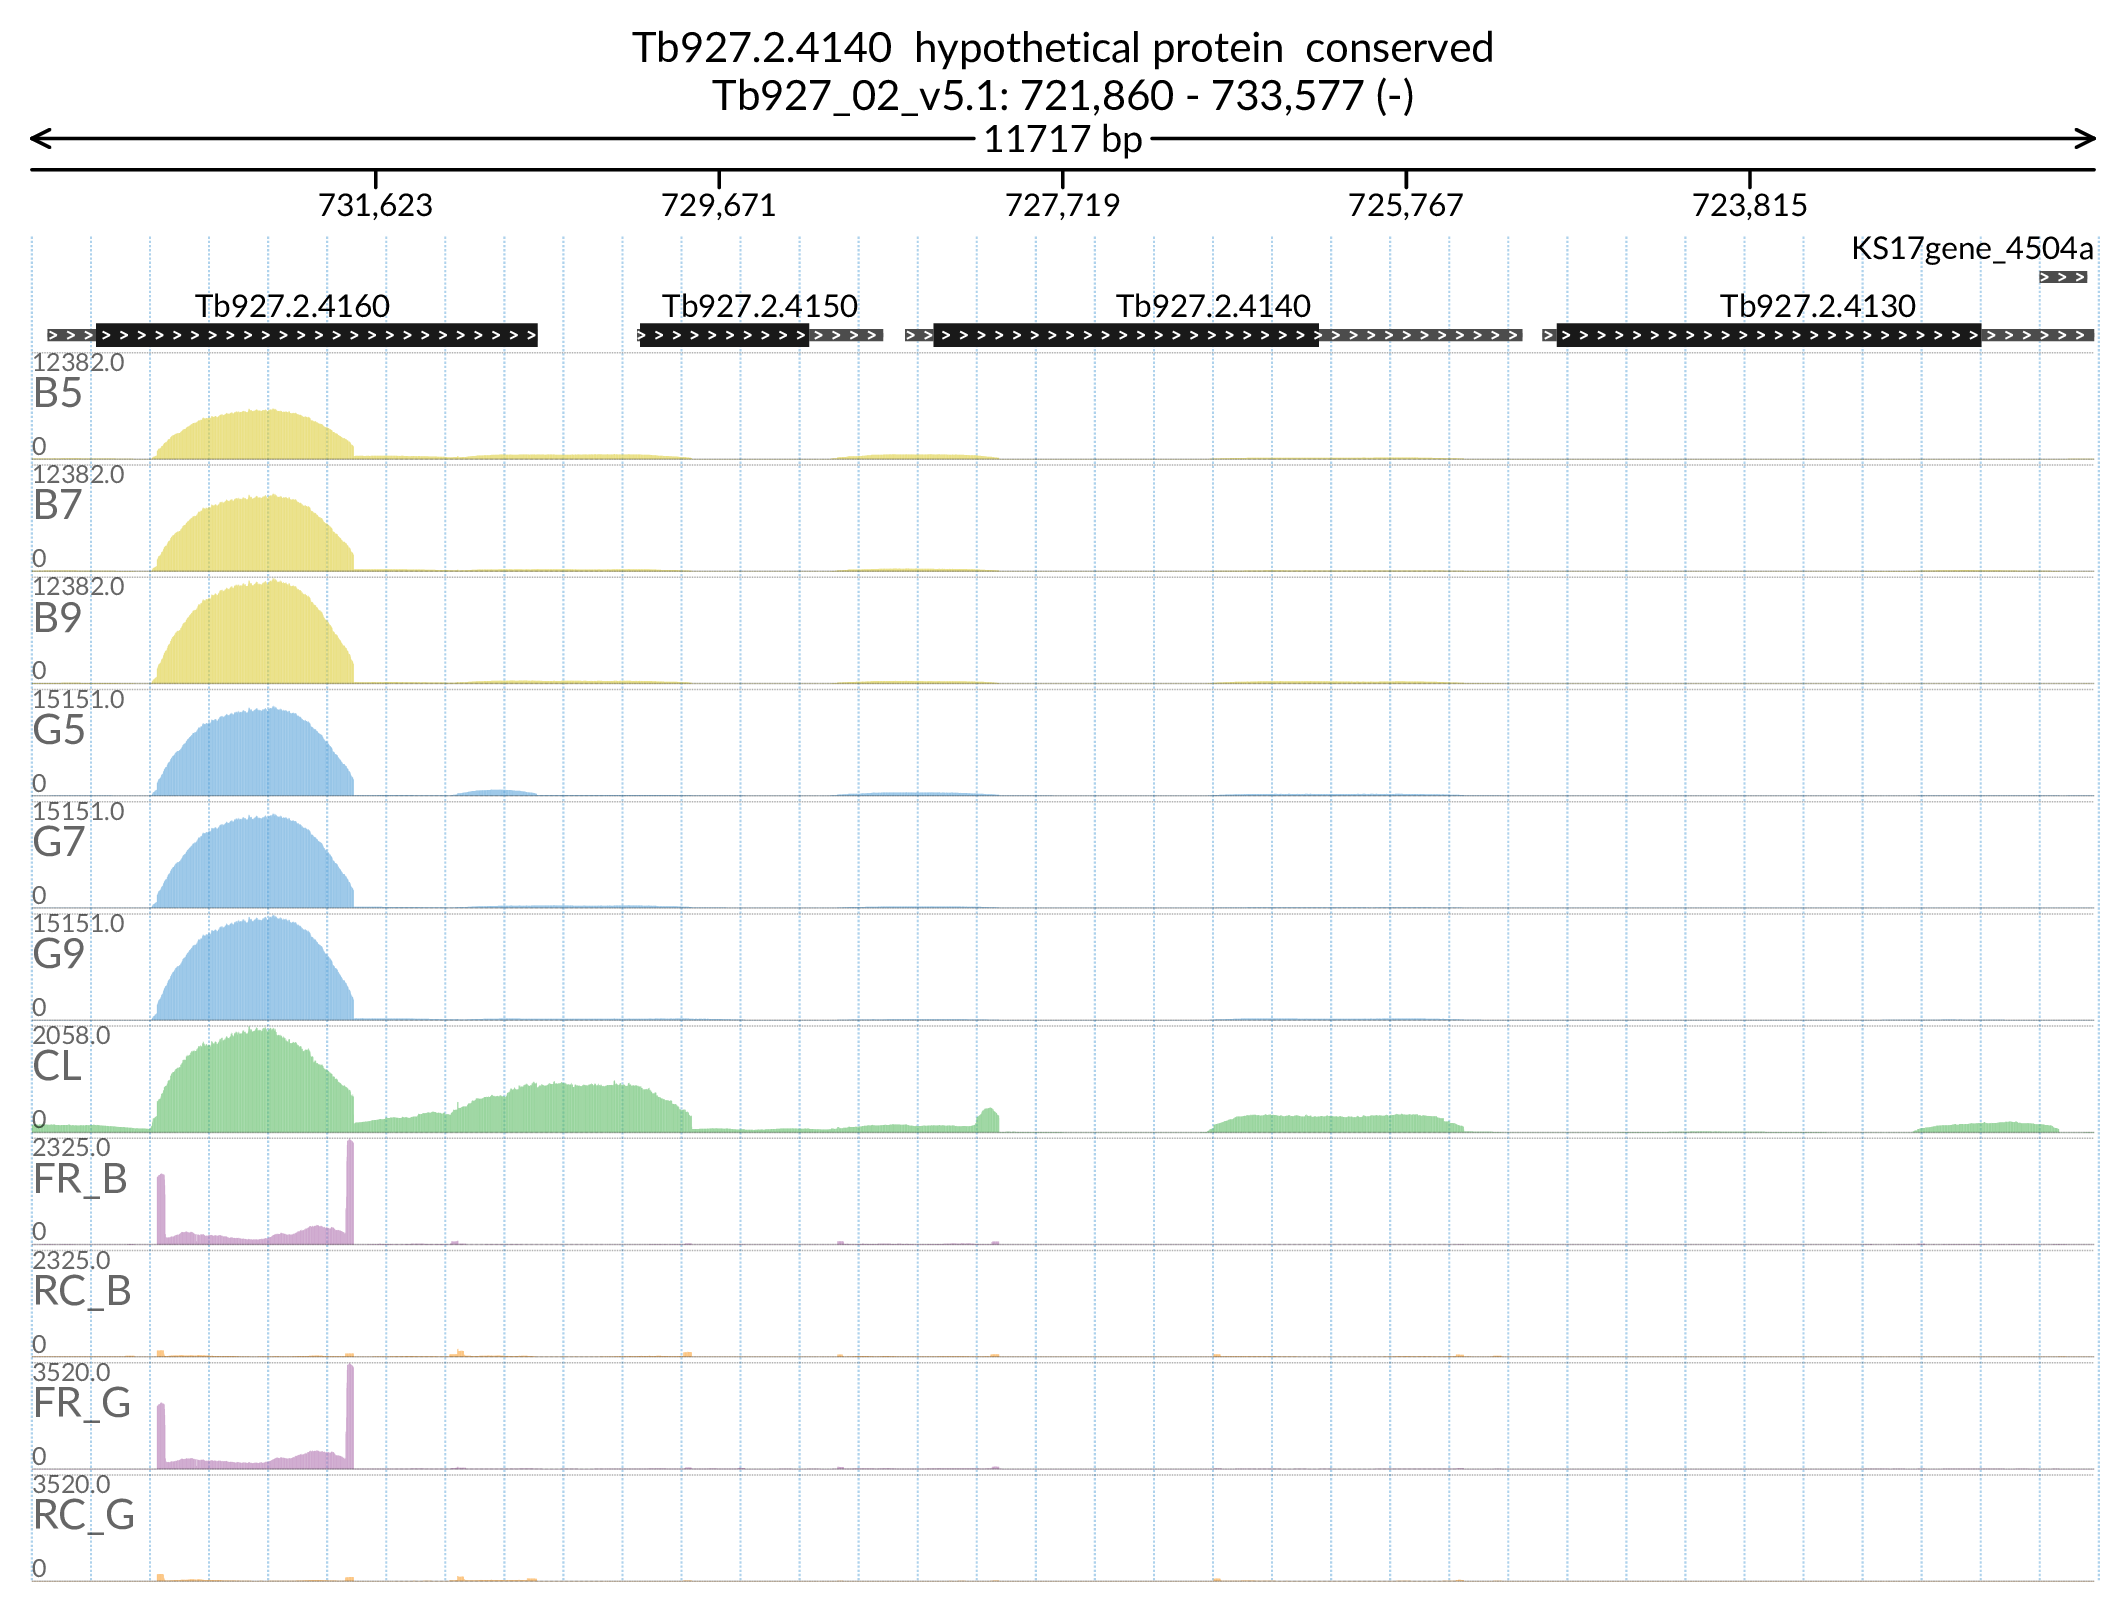 Tb927.2.4140  hypothetical protein  conserved
Tb927_02_v5.1: 721,860 - 733,577 (-)
11717 bp
731,623 729,671 727,719 725,767 723,815
KS17gene_4504a
Tb927.2.4160 Tb927.2.4150 Tb927.2.4140 Tb927.2.4130
12382.0
B5
0
12382.0
B7
0
12382.0
B9
0
15151.0
G5
0
15151.0
G7
0
15151.0
G9
0
2058.0
CL
0
2325.0
FR_B
0
2325.0
RC_B
0
3520.0
FR_G
0
3520.0
RC_G
0